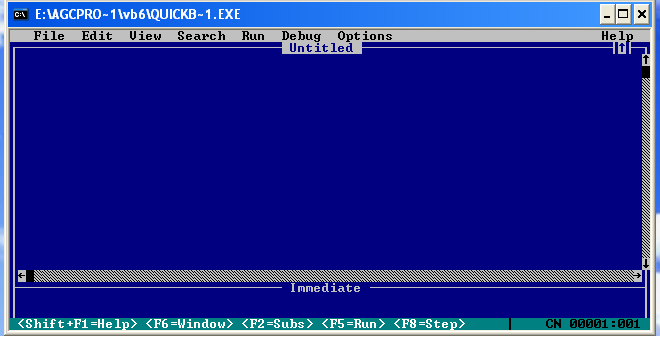 E:\AGCPRO~1\vb6\QUICKB~1.EXE
File Edit View Search Run Debug Options Help
Untitled
Immediate
<Shift+F1=Help> <F6=Window> <F2=Subs> <F5=Run> <F8=Step> CN 00001:001